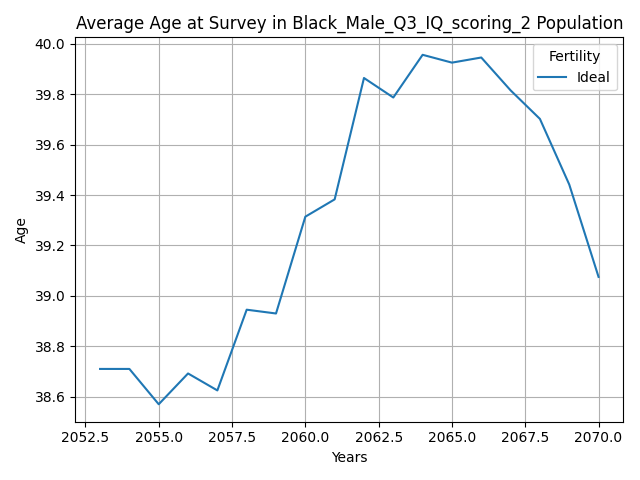 Average Age at Survey in Black_Male_Q3_IQ_scoring_2 Population
Fertility
Ideal
Age
40.0
39.8
39.6
39.4
39.2
39.0
38.8
38.6
2052.5 2055.0 2057.5 2060.0 2062.5 2065.0 2067.5 2070.0
Years